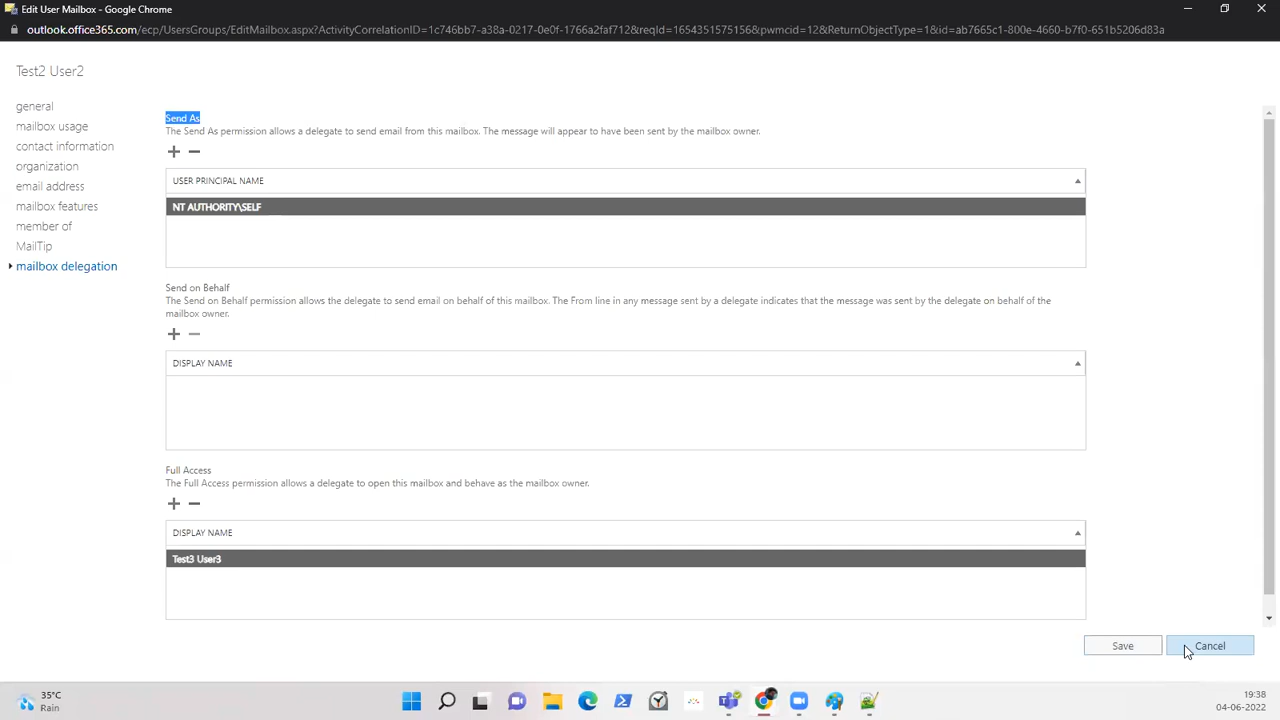 Edit User Mailbox - Google Chrome
outlook.office365.com/ecp/UsersGroups/EditMailbox.aspx?ActivityCorrelationID=1c746bb7-a38a-0217-0e0f-1766a2faf712&reqId=1654351575156&pwmcid=12&ReturnObjectType=1&id=ab7665c1-800e-4660-b7f0-651b5206d83a
Test2 User2
general
mailbox usage
contact information
organization
email address
mailbox features
member of
MailTip
mailbox delegation
Send As
The Send As permission allows a delegate to send email from this mailbox. The message will appear to have been sent by the mailbox owner.
USER PRINCIPAL NAME
NT AUTHORITY\SELF
Send on Behalf
The Send on Behalf permission allows the delegate to send email on behalf of this mailbox. The From line in any message sent by a delegate indicates that the message was sent by the delegate on behalf of the
mailbox owner.
DISPLAY NAME
Full Access
The Full Access permission allows a delegate to open this mailbox and behave as the mailbox owner.
DISPLAY NAME
Test3 User3
Save
Cancel
35°C
Rain
19:38
04-06-2022